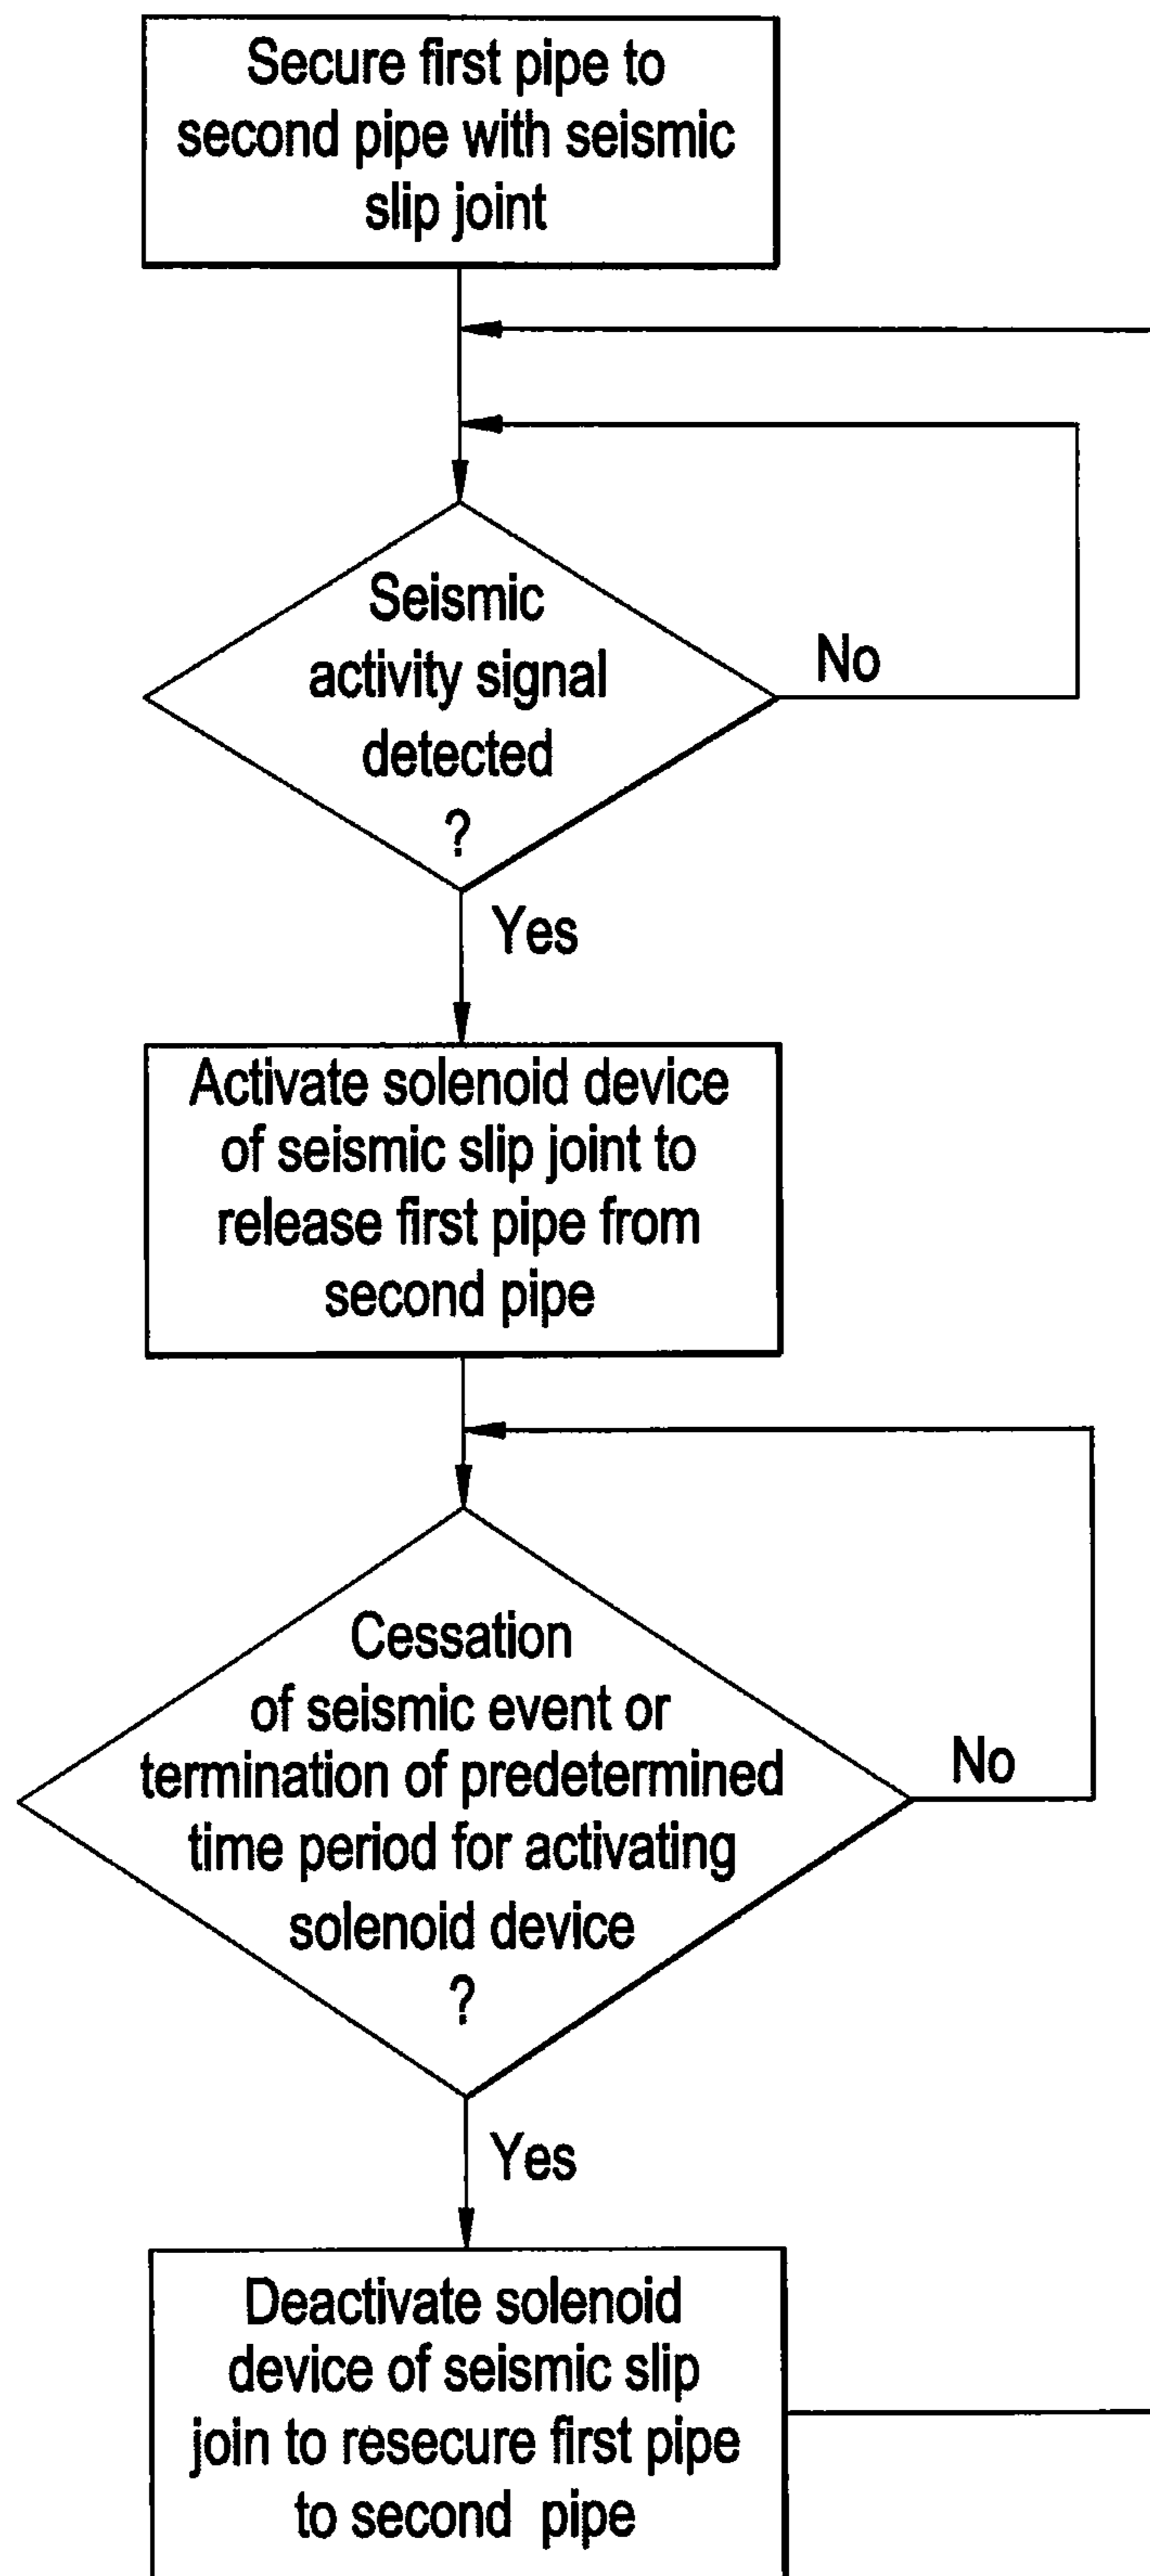 Secure first pipe to
second pipe with seismic
slip joint
Seismic
activity signal
detected
?
No
Yes
Activate solenoid device
of seismic slip joint to
release first pipe from
second pipe
Cessation
of seismic event or
termination of predetermined
time period for activating
solenoid device
?
No
Yes
Deactivate solenoid
device of seismic slip
join to resecure first pipe
to second pipe